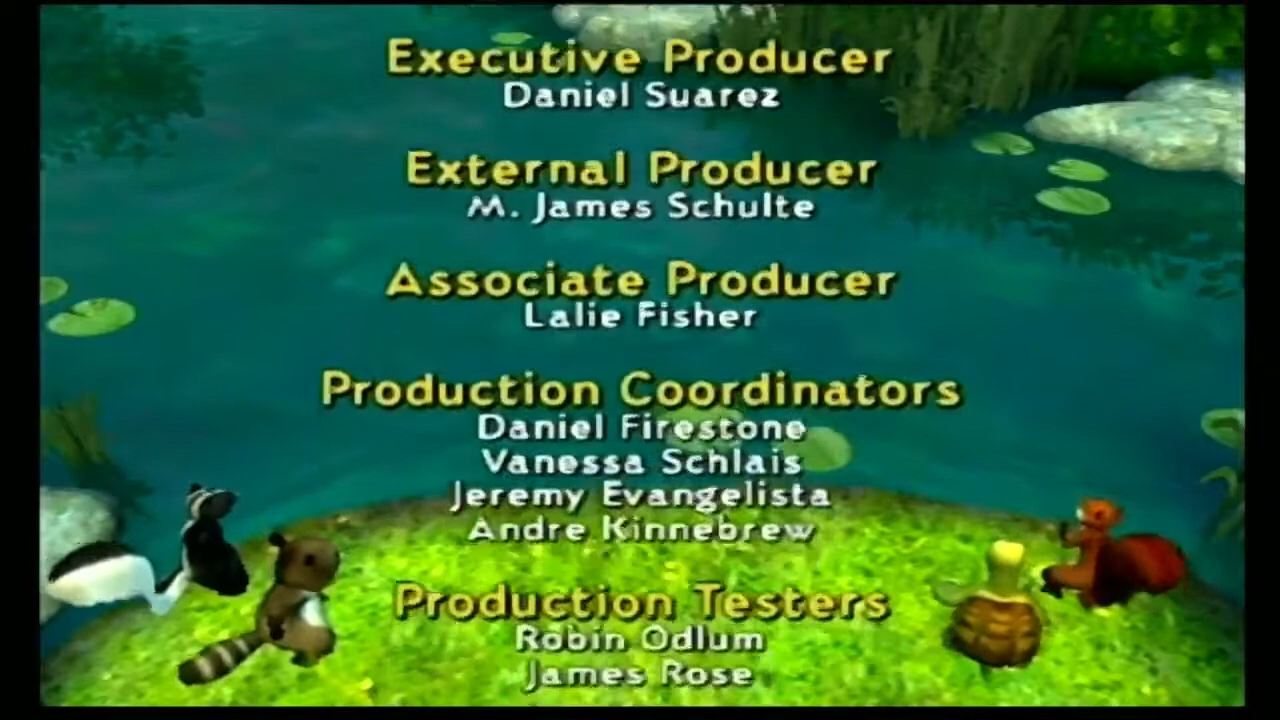 Executive Producer
Daniel Suarez
External Producer
M. James Schulte
Associate Producer
Lalie Fisher
Production Coordinators
Daniel Firestone
Vanessa Schlais
Jeremy Evangelista
Andre Kinnebrew
Production Testers
Robin Odlum
James Rose